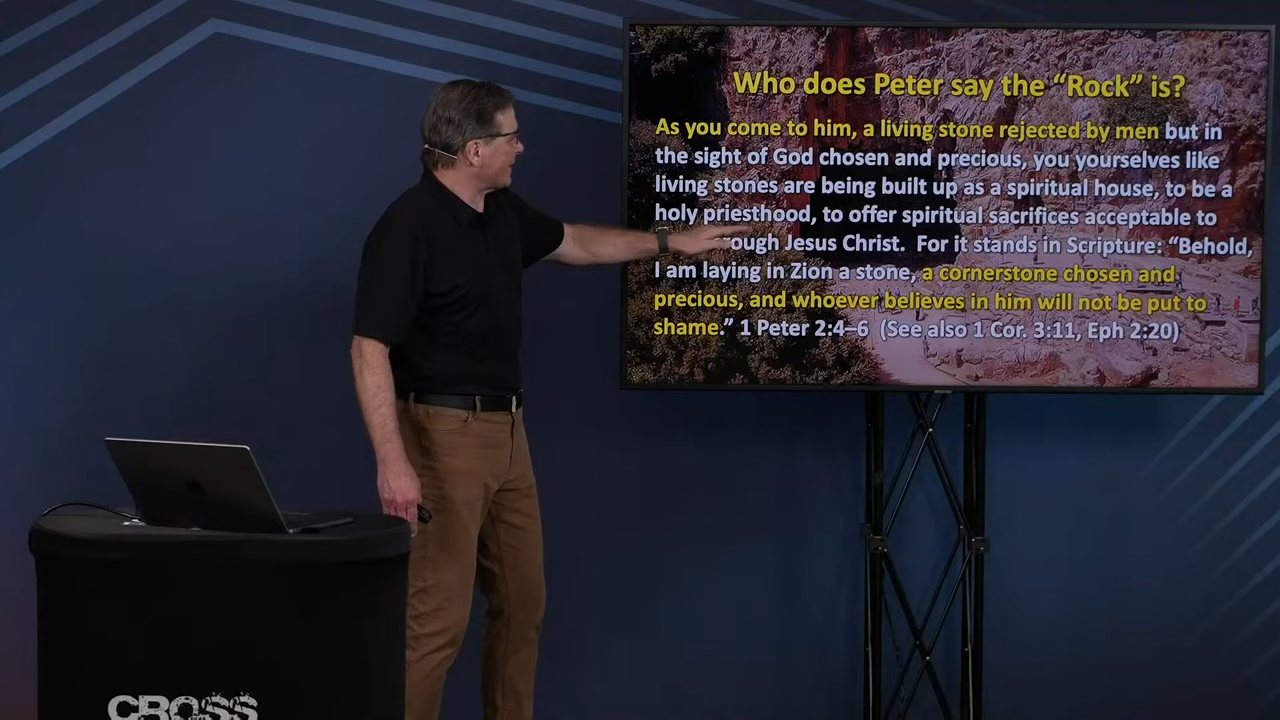 Who does Peter say the “Rock” is?
As you come to him, a living stone rejected by men but in
the sight of God chosen and precious, you yourselves like
living stones are being built up as a spiritual house, to be a
holy priesthood, to offer spiritual sacrifices acceptable to
Jesus Christ. For it stands in Scripture: “Behold,
I am laying in Zion a stone, a cornerstone chosen and
precious, and whoever believes in him will not be put to
shame.” 1 Peter 2:4–6 (See also 1 Cor. 3:11, Eph 2:20)
CROSS